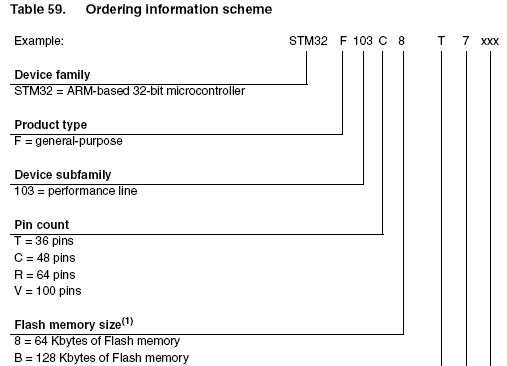 Table 59. Ordering information scheme
Example: STM32 F 103 C 8 T 7 xxx
Device family
STM32 = ARM-based 32-bit microcontroller
Product type
F = general-purpose
Device subfamily
103 = performance line
Pin count
T = 36 pins
C = 48 pins
R = 64 pins
V = 100 pins
Flash memory size(1)
8 = 64 Kbytes of Flash memory
B = 128 Kbytes of Flash memory